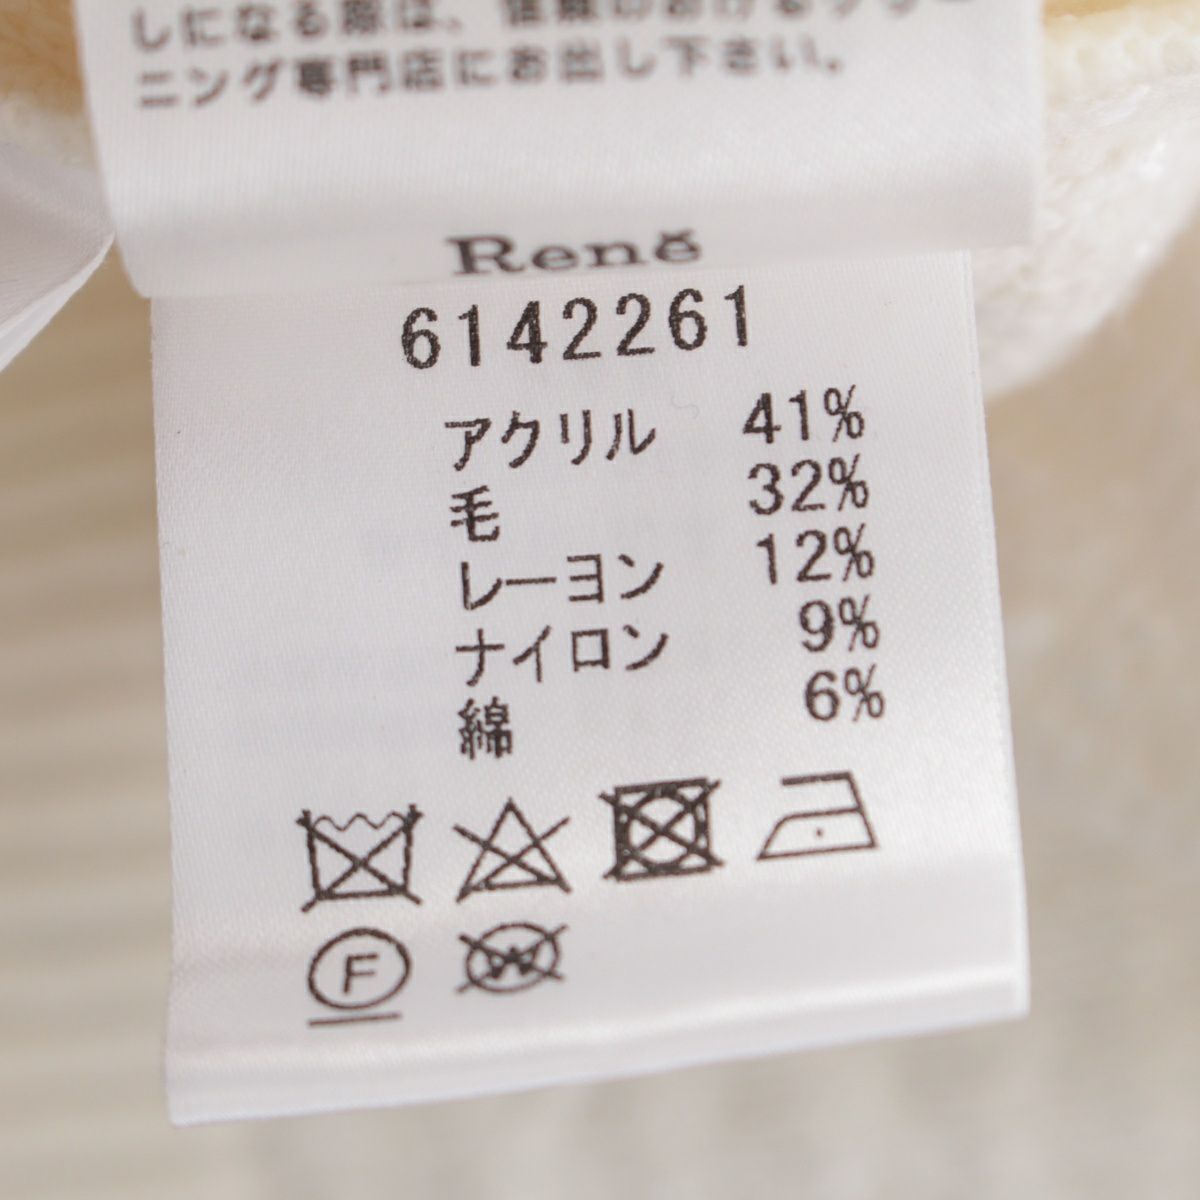 しになる際は、信頼のおけるクリー
ニング専門店にお出し下さい。
René
6142261
アクリル 41%
毛 32%
レーヨン 12%
ナイロン 9%
綿 6%
F
W